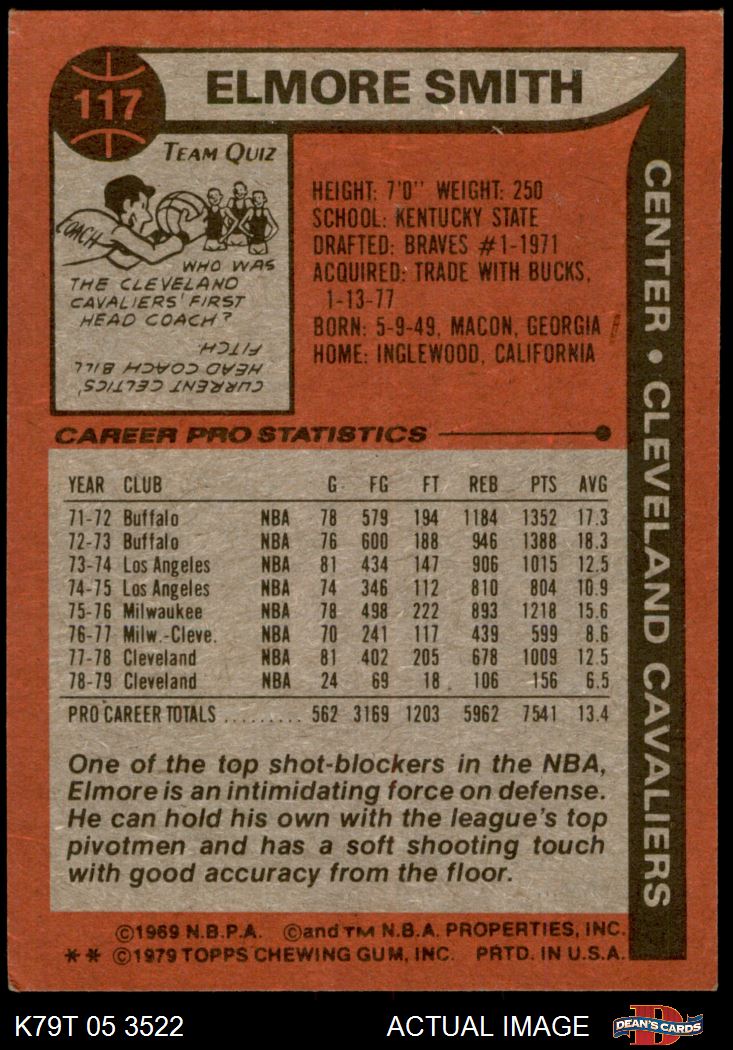 117
ELMORE SMITH
TEAM QUIZ
COACH
WHO WAS
THE CLEVELAND
CAVALIERS' FIRST
HEAD COACH?
CURRENT CELTICS'
HEAD COACH BILL
FITCH.
HEIGHT: 7'0" WEIGHT: 250
SCHOOL: KENTUCKY STATE
DRAFTED: BRAVES #1-1971
ACQUIRED: TRADE WITH BUCKS,
1-13-77
BORN: 5-9-49, MACON, GEORGIA
HOME: INGLEWOOD, CALIFORNIA
CENTER • CLEVELAND CAVALIERS
CAREER PRO STATISTICS
YEAR CLUB G FG FT REB PTS AVG
71-72 Buffalo NBA 78 579 194 1184 1352 17.3
72-73 Buffalo NBA 76 600 188 946 1388 18.3
73-74 Los Angeles NBA 81 434 147 906 1015 12.5
74-75 Los Angeles NBA 74 346 112 810 804 10.9
75-76 Milwaukee NBA 78 498 222 893 1218 15.6
76-77 Milw.-Cleve. NBA 70 241 117 439 599 8.6
77-78 Cleveland NBA 81 402 205 678 1009 12.5
78-79 Cleveland NBA 24 69 18 106 156 6.5
PRO CAREER TOTALS ......... 562 3169 1203 5962 7541 13.4
One of the top shot-blockers in the NBA,
Elmore is an intimidating force on defense.
He can hold his own with the league's top
pivotmen and has a soft shooting touch
with good accuracy from the floor.
©1969 N.B.P.A. ©and TM N.B.A. PROPERTIES, INC.
** ©1979 TOPPS CHEWING GUM, INC. PRTD. IN U.S.A.
K79T 05 3522 ACTUAL IMAGE
D
DEAN'S CARDS